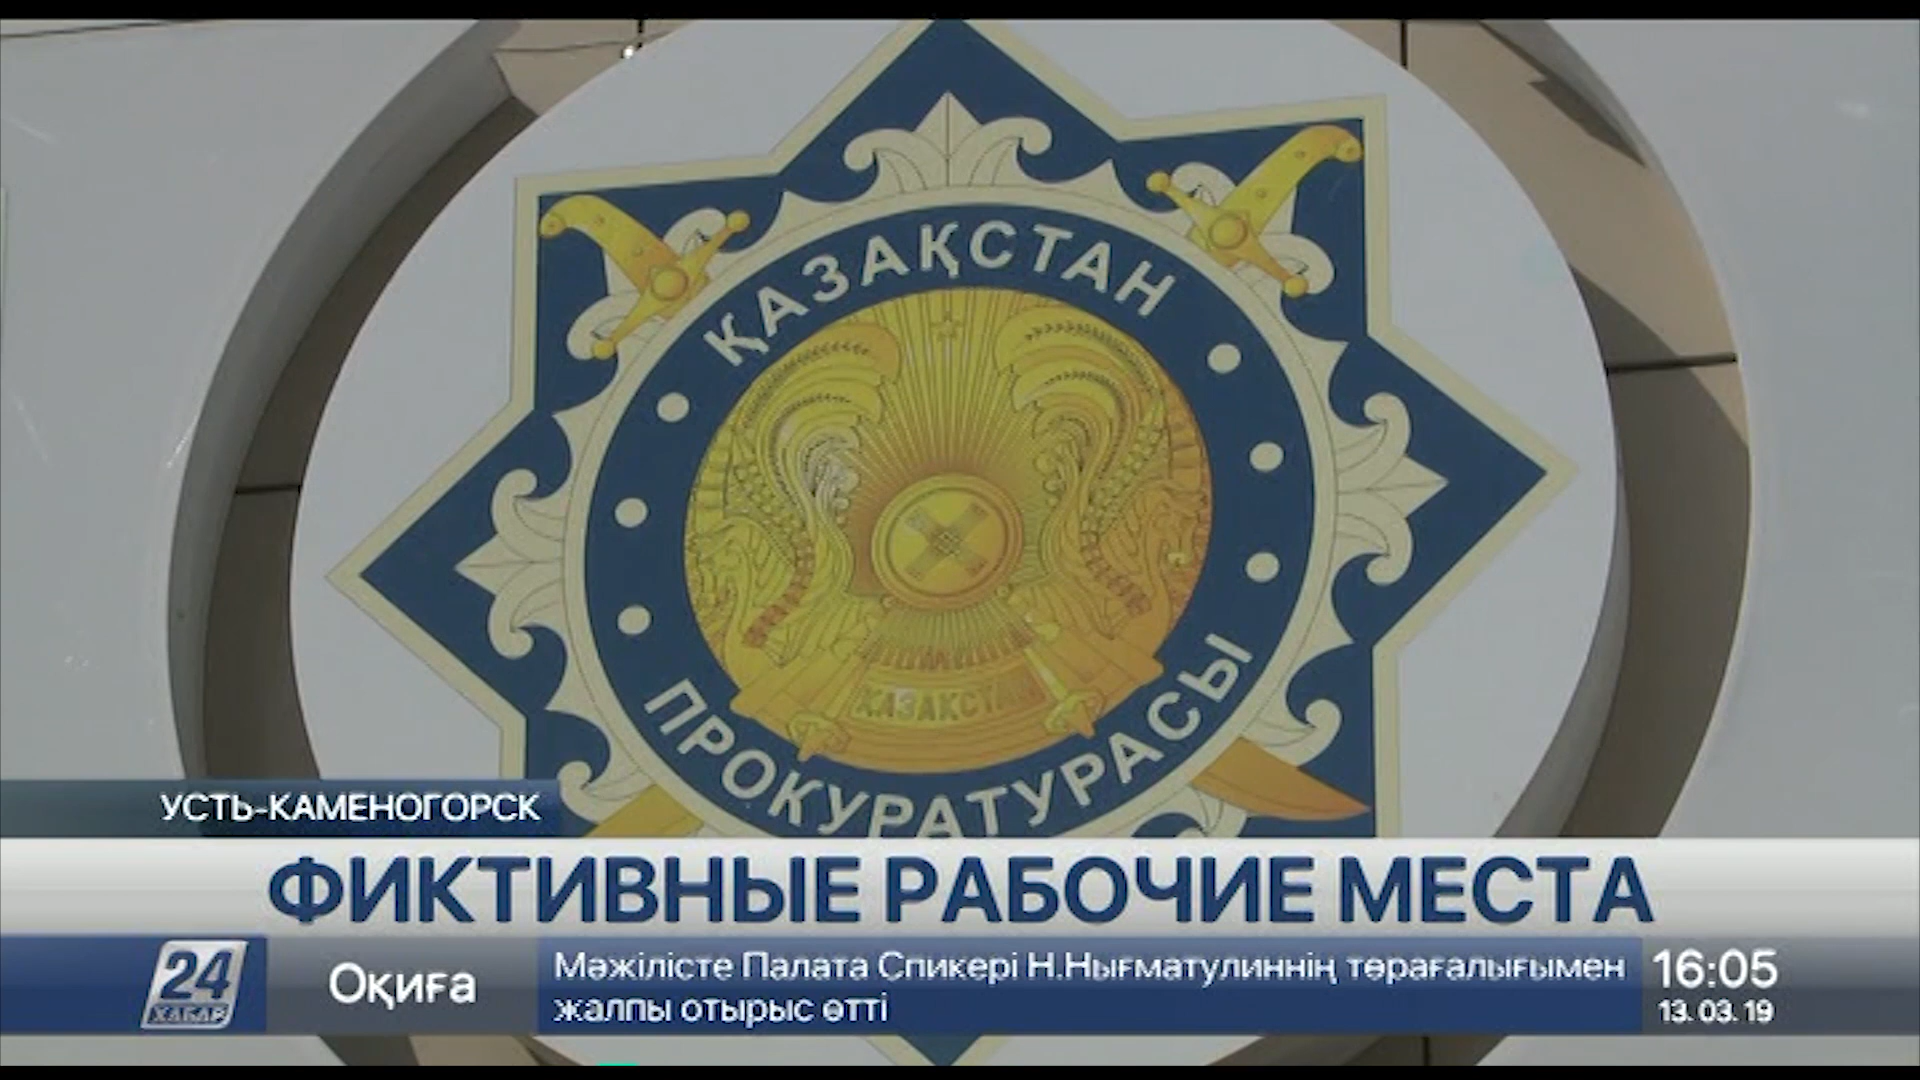 ҚАЗАҚСТАН
ҚАЗАҚСТАН
ПРОКУРАТУРАСЫ
УСТЬ-КАМЕНОГОРСК
ФИКТИВНЫЕ РАБОЧИЕ МЕСТА
24
ХАБАР
Оқиға
Мәжілісте Палата Спикері Н.Нығматулиннің төрағалығымен
жалпы отырыс өтті
16:05
13.03.19